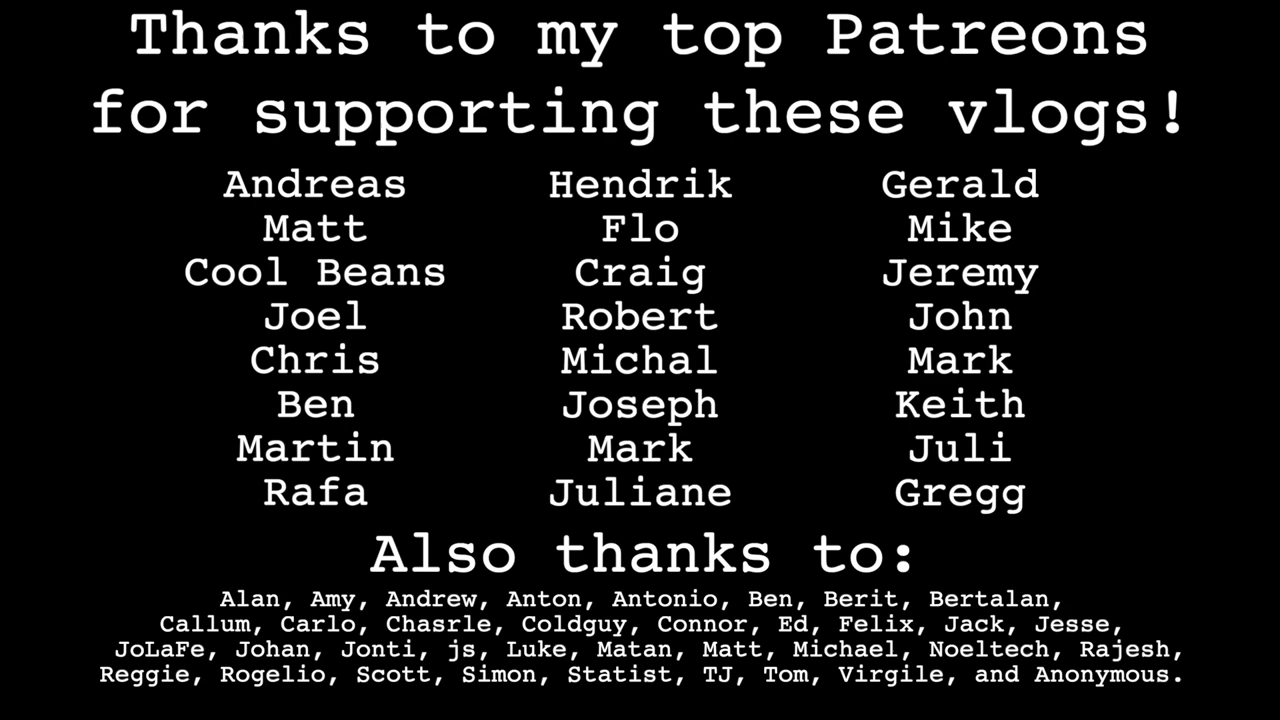 Thanks to my top Patreons
for supporting these vlogs!
Andreas Hendrik Gerald
Matt Flo Mike
Cool Beans Craig Jeremy
Joel Robert John
Chris Michal Mark
Ben Joseph Keith
Martin Mark Juli
Rafa Juliane Gregg
Also thanks to:
Alan, Amy, Andrew, Anton, Antonio, Ben, Berit, Bertalan,
Callum, Carlo, Chasrle, Coldguy, Connor, Ed, Felix, Jack, Jesse,
JoLaFe, Johan, Jonti, js, Luke, Matan, Matt, Michael, Noeltech, Rajesh,
Reggie, Rogelio, Scott, Simon, Statist, TJ, Tom, Virgile, and Anonymous.